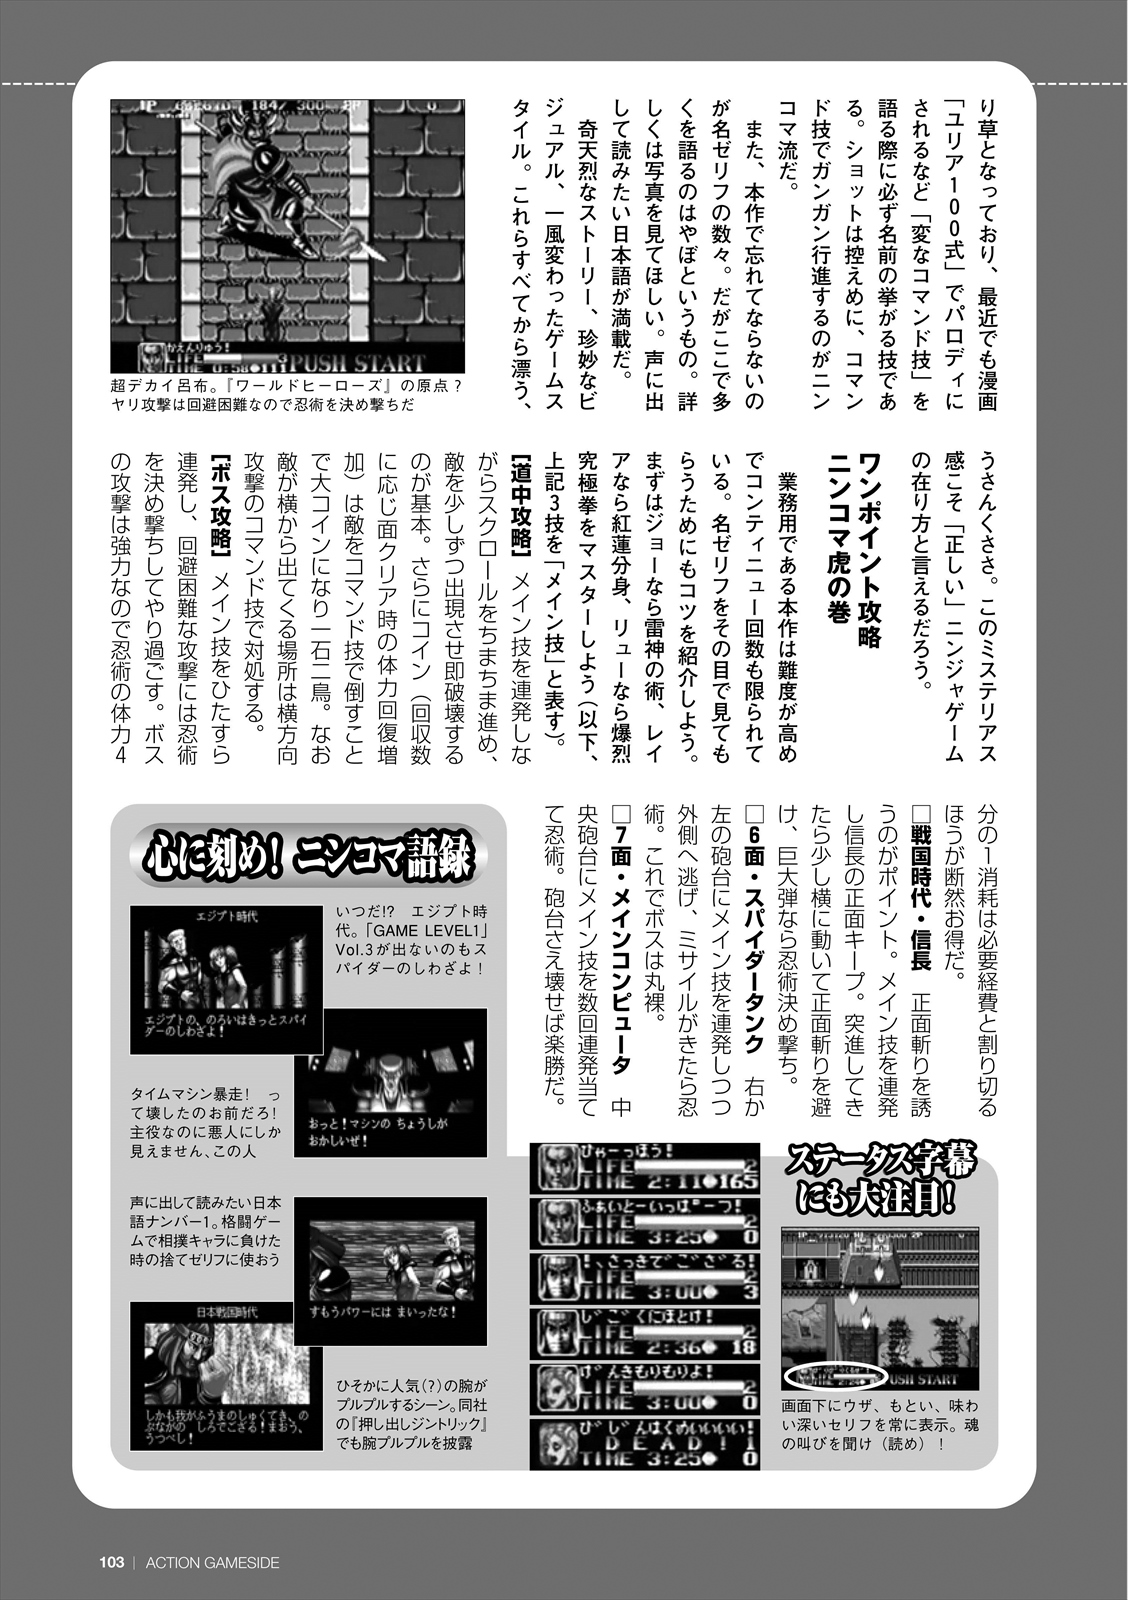 り草となっており、最近でも漫画
「ユリア100式」でパロディに
されるなど「変なコマンド技」を
語る際に必ず名前の挙がる技であ
る。ショットは控えめに、コマン
ド技でガンガン行進するのがニン
コマ流だ。
また、本作で忘れてならないの
が名ゼリフの数々。だがここで多
くを語るのはやぼというもの。詳
しくは写真を見てほしい。声に出
して読みたい日本語が満載だ。
奇天烈なストーリー、珍妙なビ
ジュアル、一風変わったゲームス
タイル。これらすべてから漂う、
かえんりゅう!
LIFE 3
TIME 0:58 111
PUSH START
超デカイ呂布。『ワールドヒーローズ』の原点?
ヤリ攻撃は回避困難なので忍術を決め撃ちだ
うさんくささ。このミステリアス
感こそ「正しい」ニンジャゲーム
の在り方と言えるだろう。
ワンポイント攻略
ニンコマ虎の巻
業務用である本作は難度が高め
でコンティニュー回数も限られて
いる。名ゼリフをその目で見ても
らうためにもコツを紹介しよう。
まずはジョーなら雷神の術、レイ
アなら紅蓮分身、リューなら爆烈
究極拳をマスターしよう(以下、
上記3技を「メイン技」と表す)。
[道中攻略] メイン技を連発しな
がらスクロールをちまちま進め、
敵を少しずつ出現させ即破壊する
のが基本。さらにコイン(回収数
に応じ面クリア時の体力回復増
加)は敵をコマンド技で倒すこと
で大コインになり一石二鳥。なお
敵が横から出てくる場所は横方向
攻撃のコマンド技で対処する。
[ボス攻略] メイン技をひたすら
連発し、回避困難な攻撃には忍術
を決め撃ちしてやり過ごす。ボス
の攻撃は強力なので忍術の体力4
分の1消耗は必要経費と割り切る
ほうが断然お得だ。
□戦国時代・信長 正面斬りを誘
うのがポイント。メイン技を連発
し信長の正面キープ。突進してき
たら少し横に動いて正面斬りを避
け、巨大弾なら忍術決め撃ち。
□6面・スパイダータンク 右か
左の砲台にメイン技を連発しつつ
外側へ逃げ、ミサイルがきたら忍
術。これでボスは丸裸。
□7面・メインコンピュータ 中
央砲台にメイン技を数回連発当て
て忍術。砲台さえ壊せば楽勝だ。
心に刻め! ニンコマ語録
エジプト時代
エジプトの、のろいはきっとスパイ
ダーのしわざよ!
いつだ!? エジプト時
代。「GAME LEVEL1」
Vol.3が出ないのもス
パイダーのしわざよ!
おっと!マシンの ちょうしが
おかしいぜ!
タイムマシン暴走! っ
て壊したのお前だろ!
主役なのに悪人にしか
見えません、この人
声に出して読みたい日本
語ナンバー1。格闘ゲー
ムで相撲キャラに負けた
時の捨てゼリフに使おう
すもうパワーには まいったな!
日本戦国時代
しかも我がふうまのしゅくてき、の
ぶながの しろでござる!まおう、
うつべし!
ひそかに人気(?)の腕が
プルプルするシーン。同社
の『押し出しジントリック』
でも腕プルプルを披露
ひゃーっほう!
LIFE 2
TIME 2:11 165
ふぁいとーいっぱーつ!
LIFE 2
TIME 3:25 0
LIFE 2
TIME 3:00 3
じごくにほとけ!
LIFE 2
TIME 2:36 18
げんきもりもりよ!
LIFE 2
TIME 3:00 0
びじんはくめいいいい!
DEAD! 1
TIME 3:25 0
ステータス字幕
にも大注目!
PUSH START
画面下にウザ、もとい、味わ
い深いセリフを常に表示。魂
の叫びを聞け(読め)!
103 | ACTION GAMESIDE